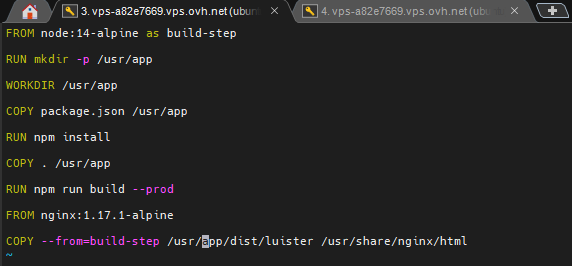 3. vps-a82e7669.vps.ovh.net (ubun
4. vps-a82e7669.vps.ovh.net (ubun
FROM node:14-alpine as build-step
RUN mkdir -p /usr/app
WORKDIR /usr/app
COPY package.json /usr/app
RUN npm install
COPY . /usr/app
RUN npm run build --prod
FROM nginx:1.17.1-alpine
COPY --from=build-step /usr/app/dist/luister /usr/share/nginx/html
~